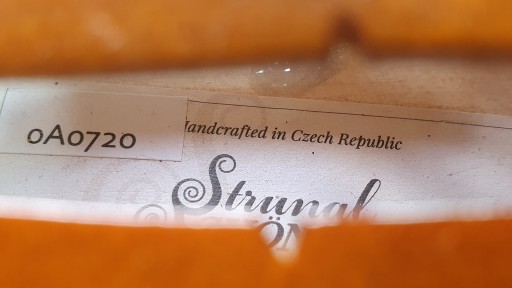 0A0720
Handcrafted in Czech Republic
Strunal